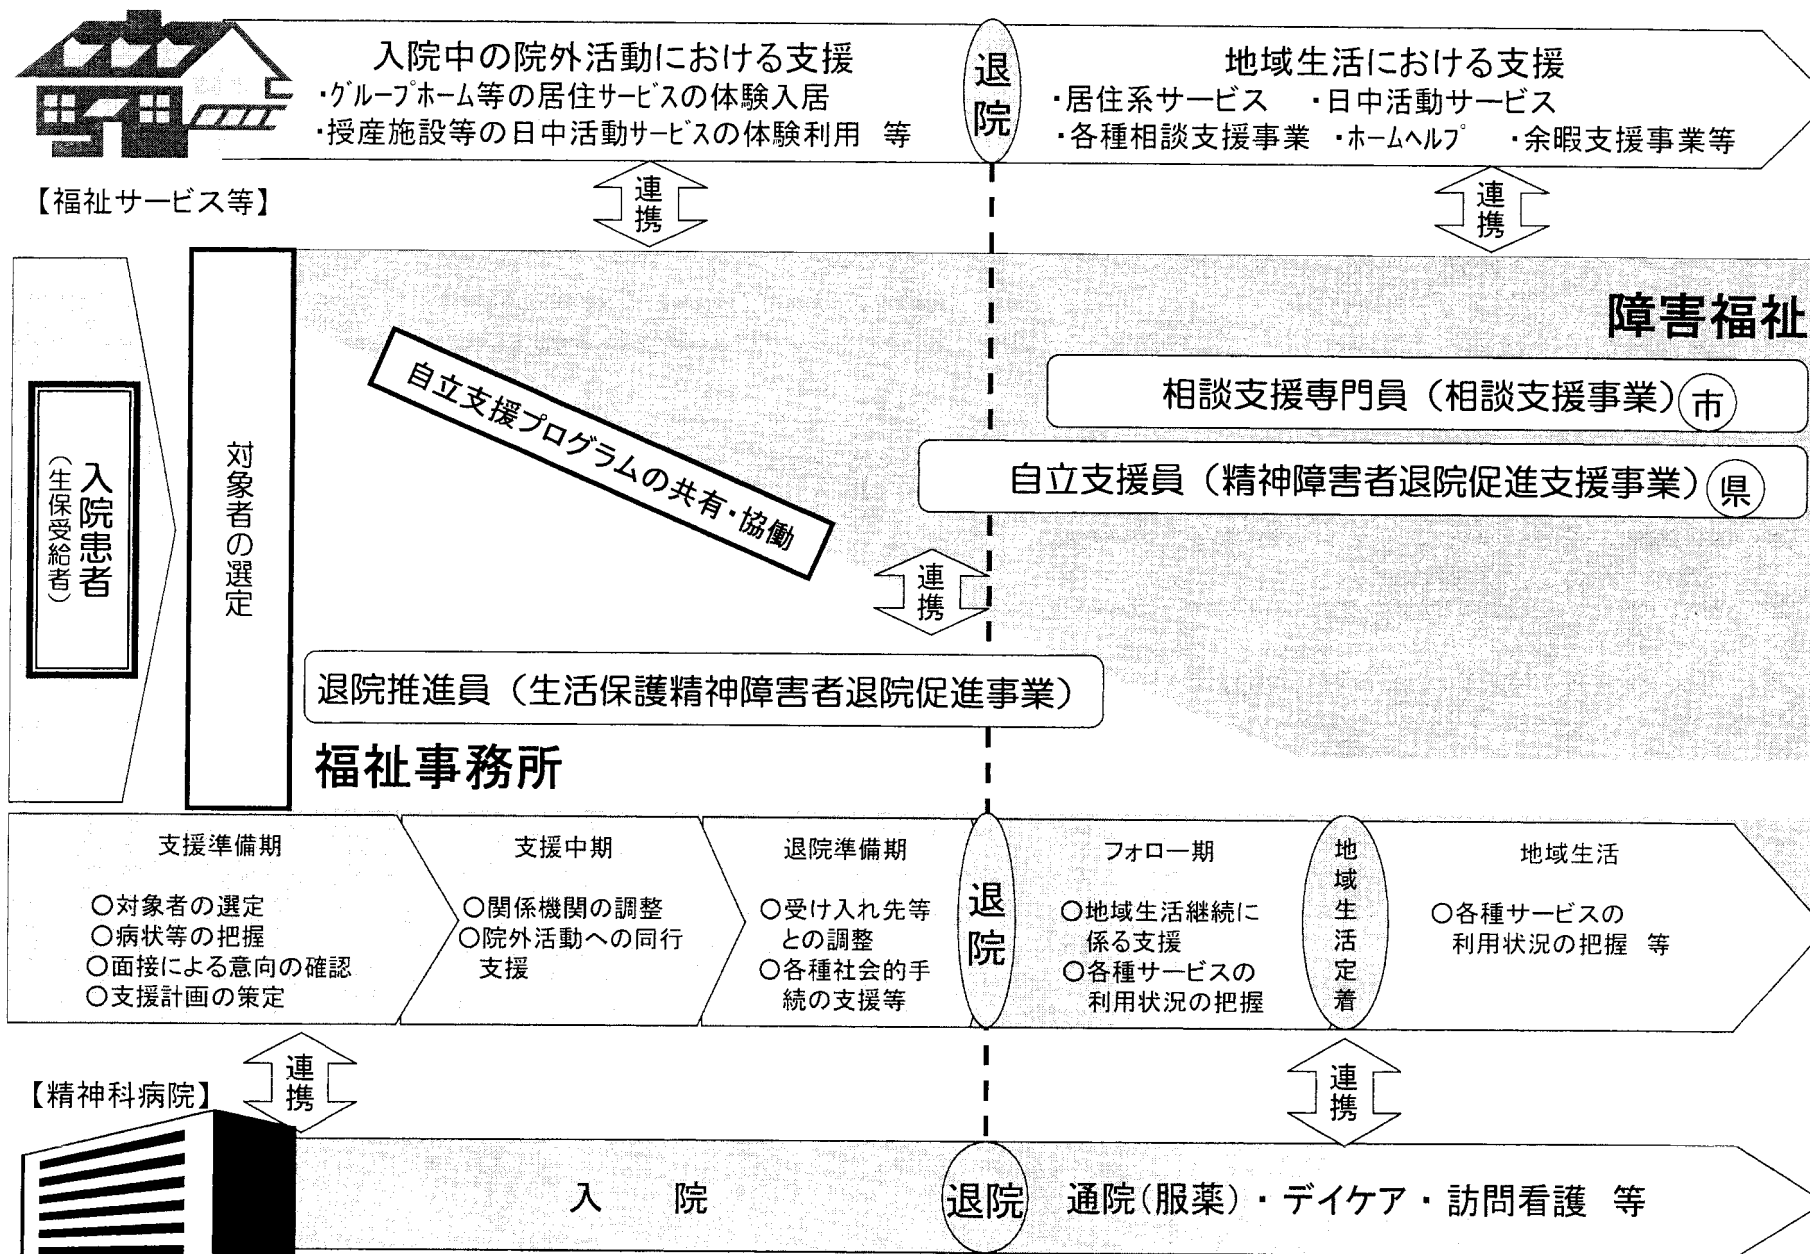 入院中の院外活動における支援
・グループホーム等の居住サービスの体験入居
・授産施設等の日中活動サービスの体験利用 等
退院
地域生活における支援
・居住系サービス ・日中活動サービス
・各種相談支援事業 ・ホームヘルプ ・余暇支援事業等
【福祉サービス等】
連携
連携
障害福祉
入院患者
(生保受給者)
対象者の選定
自立支援プログラムの共有・協働
相談支援専門員(相談支援事業)市
自立支援員(精神障害者退院促進支援事業)県
連携
退院推進員(生活保護精神障害者退院促進事業)
福祉事務所
支援準備期
○対象者の選定
○病状等の把握
○面接による意向の確認
○支援計画の策定
支援中期
○関係機関の調整
○院外活動への同行
支援
退院準備期
○受け入れ先等
との調整
○各種社会的手
続の支援等
退院
フォロー期
○地域生活継続に
係る支援
○各種サービスの
利用状況の把握
地域生活定着
地域生活
○各種サービスの
利用状況の把握 等
連携
連携
【精神科病院】
入 院
退院
通院(服薬)・デイケア・訪問看護 等